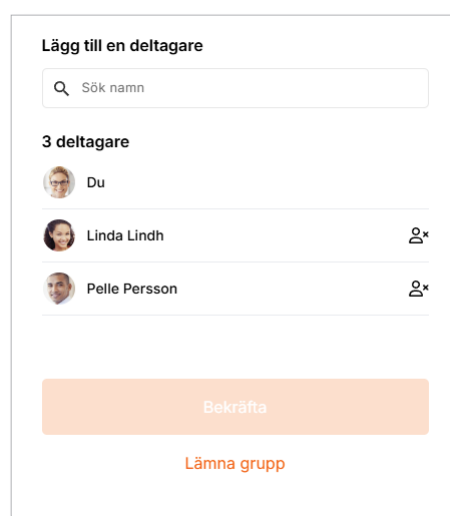 Lägg till en deltagare
Sök namn
3 deltagare
Du
Linda Lindh
Pelle Persson
Bekräfta
Lämna grupp